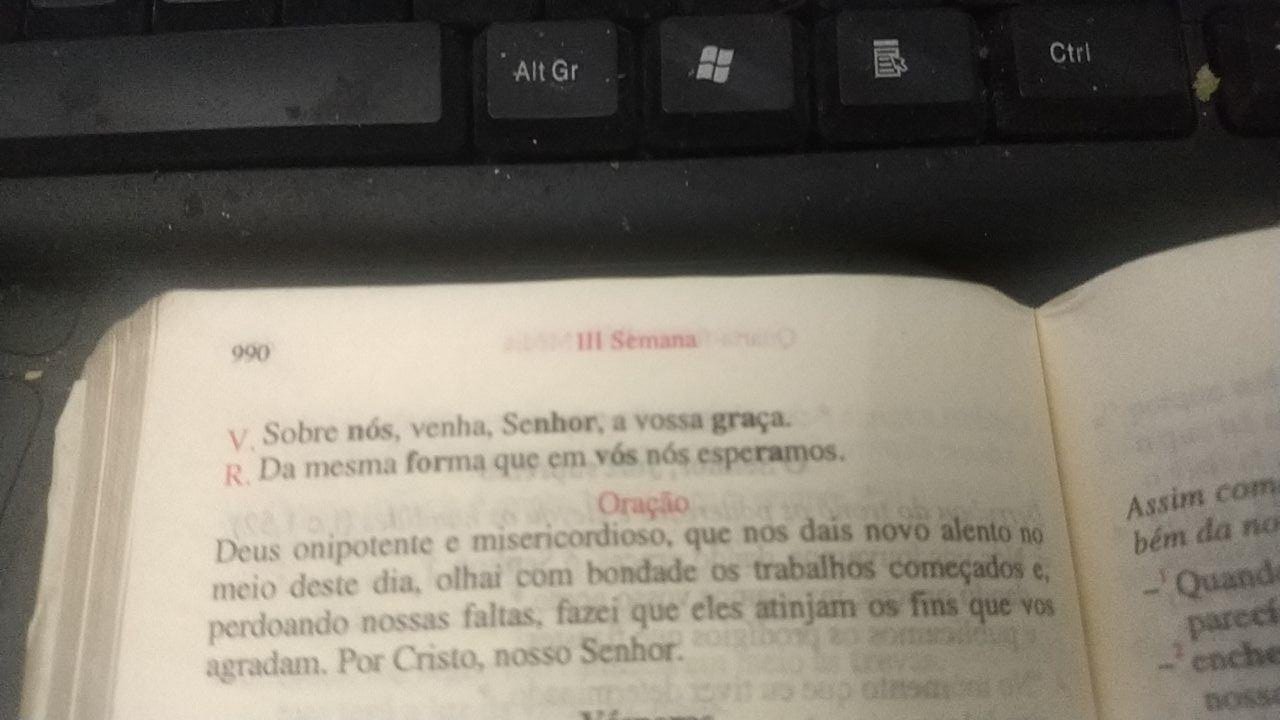 Alt Gr
Ctrl
990
III Semana
V. Sobre nós, venha, Senhor, a vossa graça.
R. Da mesma forma que em vós nós esperamos.
Oração
Deus onipotente e misericordioso, que nos dais novo alento no
meio deste dia, olhai com bondade os trabalhos começados e,
perdoando nossas faltas, fazei que eles atinjam os fins que vos
agradam. Por Cristo, nosso Senhor.
Assim com
bém da no
–¹ Quand
parecí
–² enche
noss